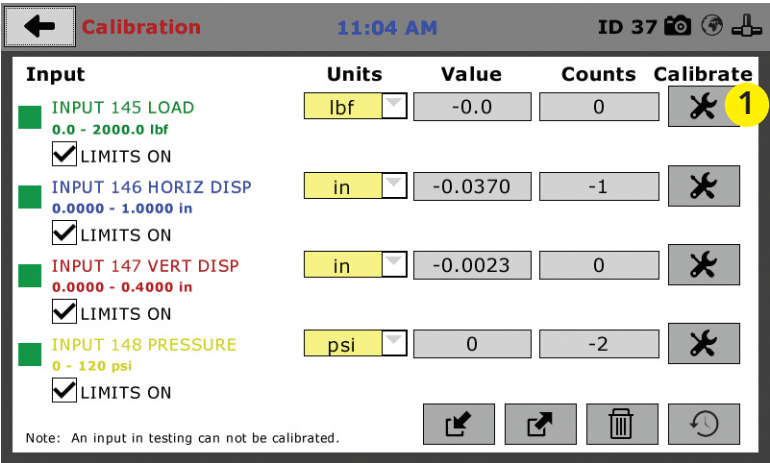 Calibration 11:04 AM ID 37
Input Units Value Counts Calibrate
INPUT 145 LOAD lbf -0.0 0 1
0.0 - 2000.0 lbf
LIMITS ON
INPUT 146 HORIZ DISP in -0.0370 -1
0.0000 - 1.0000 in
LIMITS ON
INPUT 147 VERT DISP in -0.0023 0
0.0000 - 0.4000 in
LIMITS ON
INPUT 148 PRESSURE psi 0 -2
0 - 120 psi
LIMITS ON
Note: An input in testing can not be calibrated.